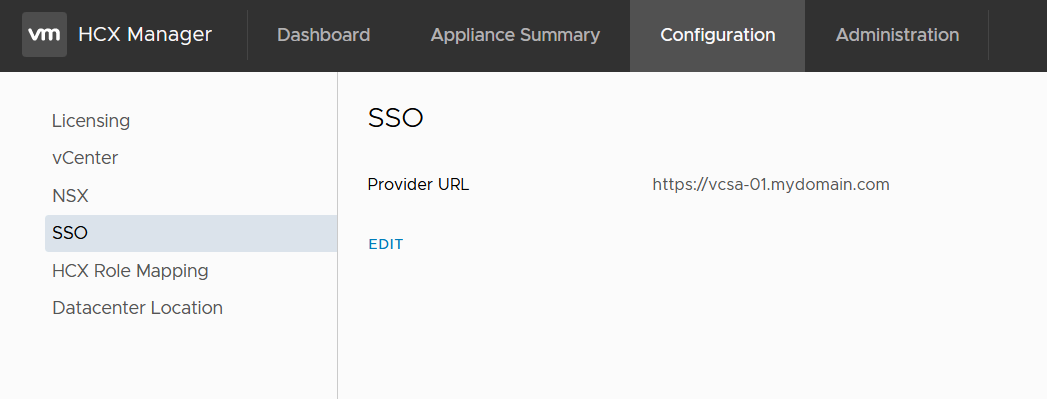 vm HCX Manager Dashboard Appliance Summary Configuration Administration
Licensing
vCenter
NSX
SSO
HCX Role Mapping
Datacenter Location
SSO
Provider URL https://vcsa-01.mydomain.com
EDIT